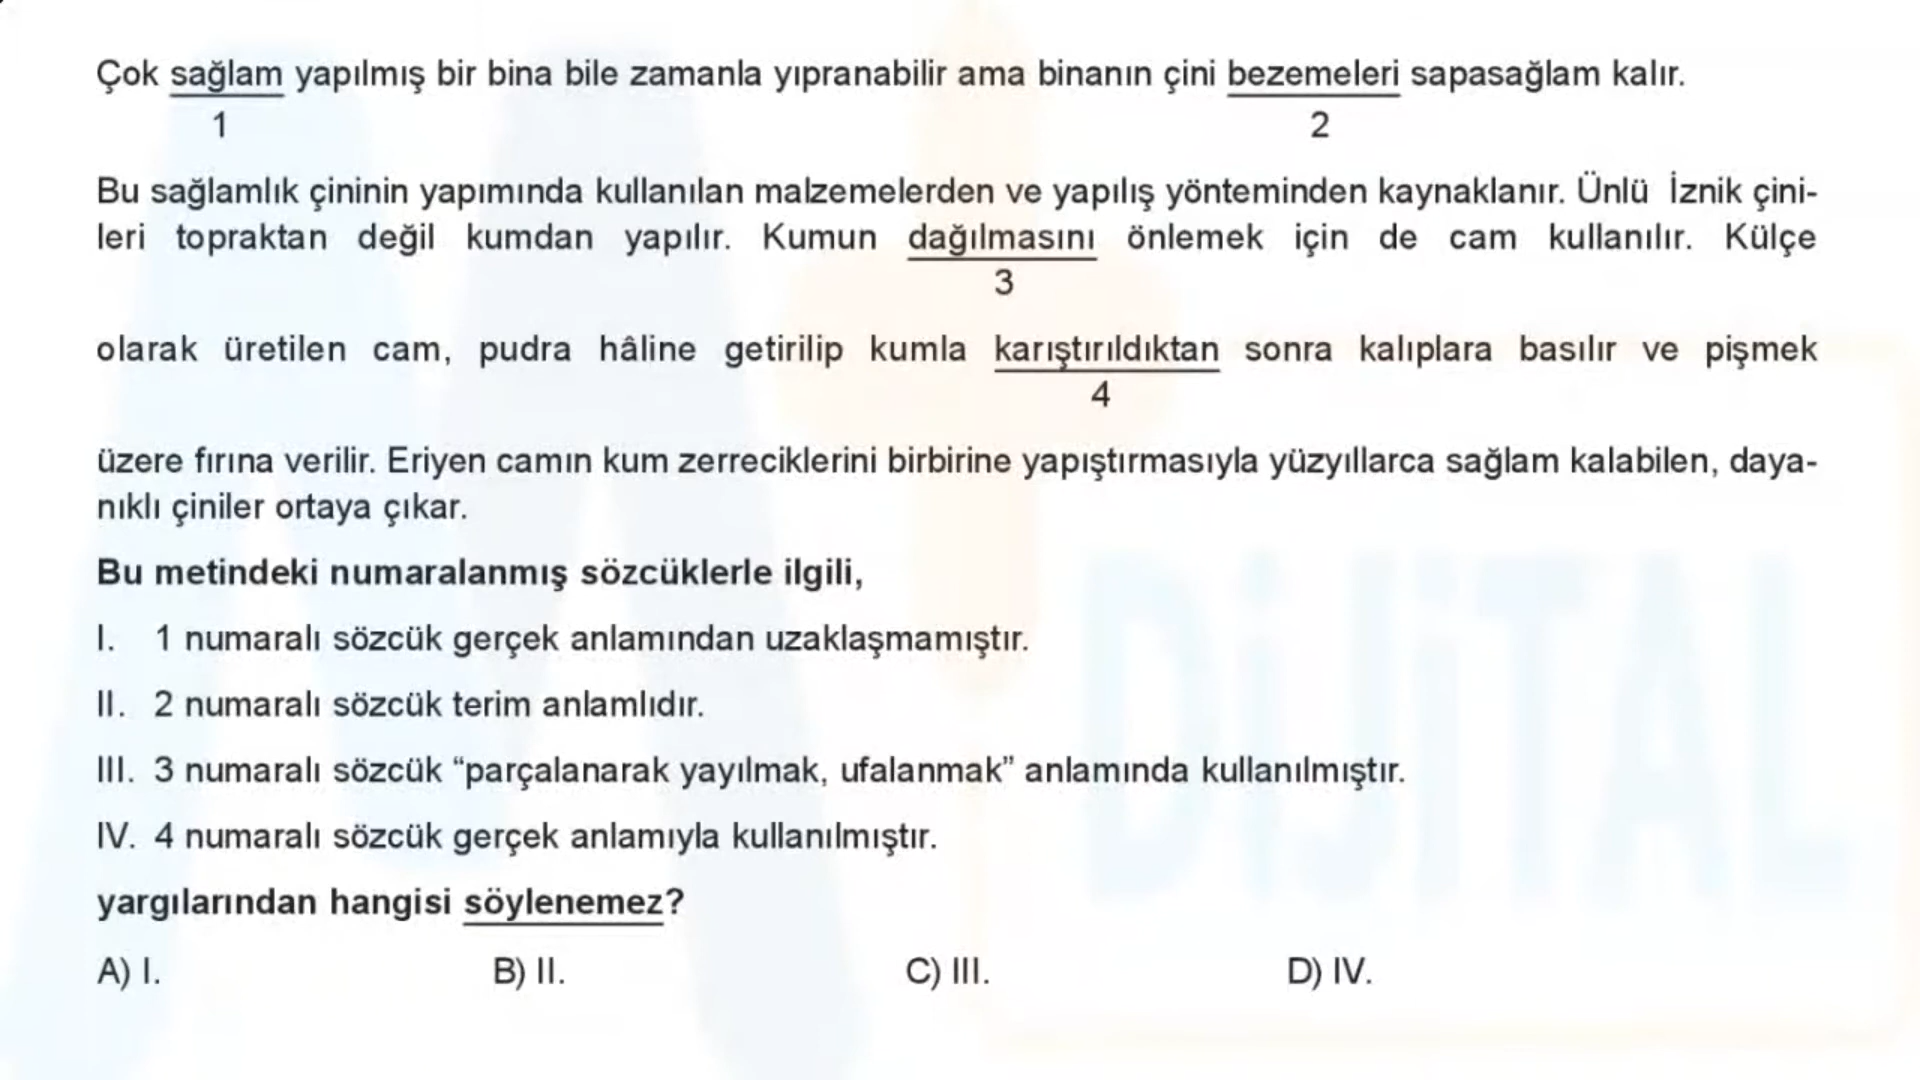 Çok sağlam yapılmış bir bina bile zamanla yıpranabilir ama binanın çini bezemeleri sapasağlam kalır.
1 2
Bu sağlamlık çininin yapımında kullanılan malzemelerden ve yapılış yönteminden kaynaklanır. Ünlü İznik çini-
leri topraktan değil kumdan yapılır. Kumun dağılmasını önlemek için de cam kullanılır. Külçe
3
olarak üretilen cam, pudra hâline getirilip kumla karıştırıldıktan sonra kalıplara basılır ve pişmek
4
üzere fırına verilir. Eriyen camın kum zerreciklerini birbirine yapıştırmasıyla yüzyıllarca sağlam kalabilen, daya-
nıklı çiniler ortaya çıkar.
Bu metindeki numaralanmış sözcüklerle ilgili,
I. 1 numaralı sözcük gerçek anlamından uzaklaşmamıştır.
II. 2 numaralı sözcük terim anlamlıdır.
III. 3 numaralı sözcük “parçalanarak yayılmak, ufalanmak” anlamında kullanılmıştır.
IV. 4 numaralı sözcük gerçek anlamıyla kullanılmıştır.
yargılarından hangisi söylenemez?
A) I. B) II. C) III. D) IV.
DİJİTAL